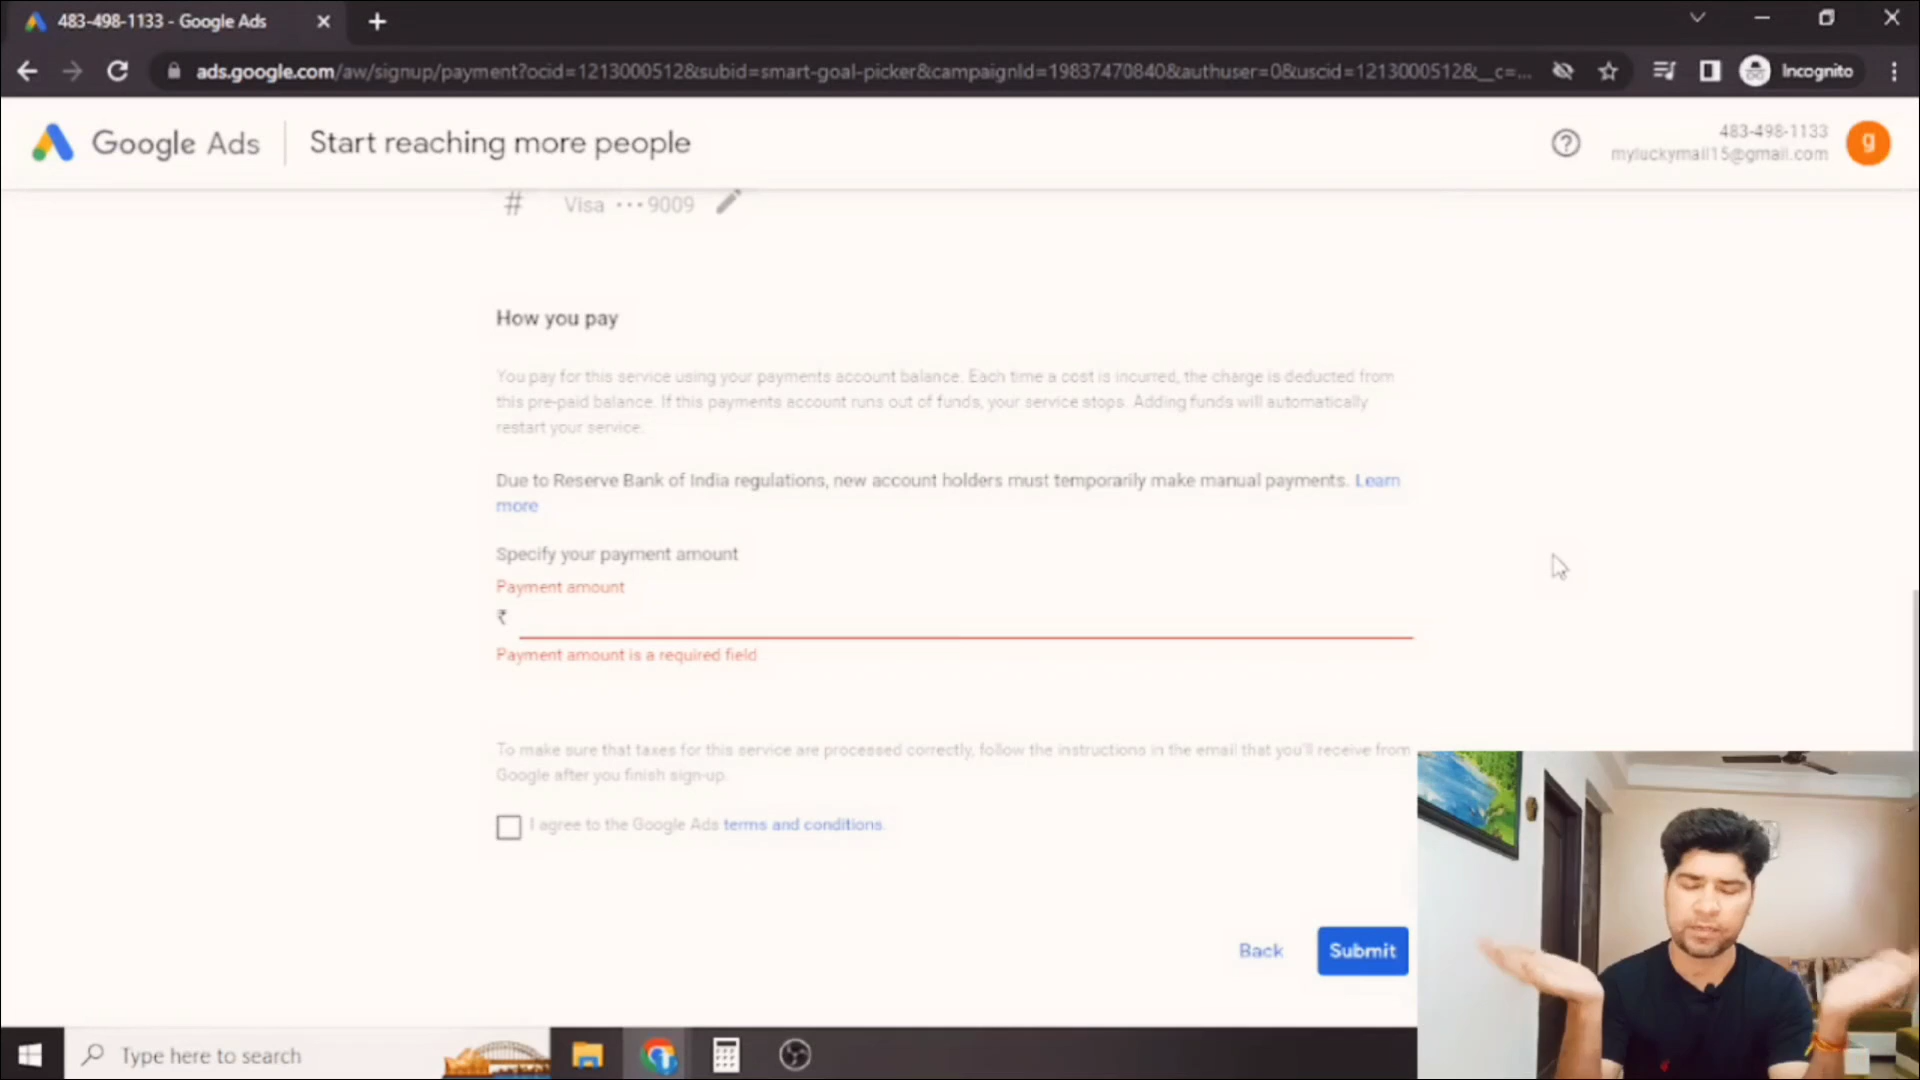 483-498-1133 - Google Ads
ads.google.com/aw/signup/payment?ocid=1213000512&subid=smart-goal-picker&campaignId=19837470840&authuser=0&uscid=1213000512&__c=...
Incognito
Google Ads
Start reaching more people
483-498-1133
myluckymall15@gmail.com
g
# Visa •••9009
How you pay
You pay for this service using your payments account balance. Each time a cost is incurred, the charge is deducted from
this pre-paid balance. If this payments account runs out of funds, your service stops. Adding funds will automatically
restart your service.
Due to Reserve Bank of India regulations, new account holders must temporarily make manual payments. Learn
more
Specify your payment amount
Payment amount
₹
Payment amount is a required field
To make sure that taxes for this service are processed correctly, follow the instructions in the email that you'll receive from
Google after you finish sign-up.
I agree to the Google Ads terms and conditions.
Back
Submit
Type here to search